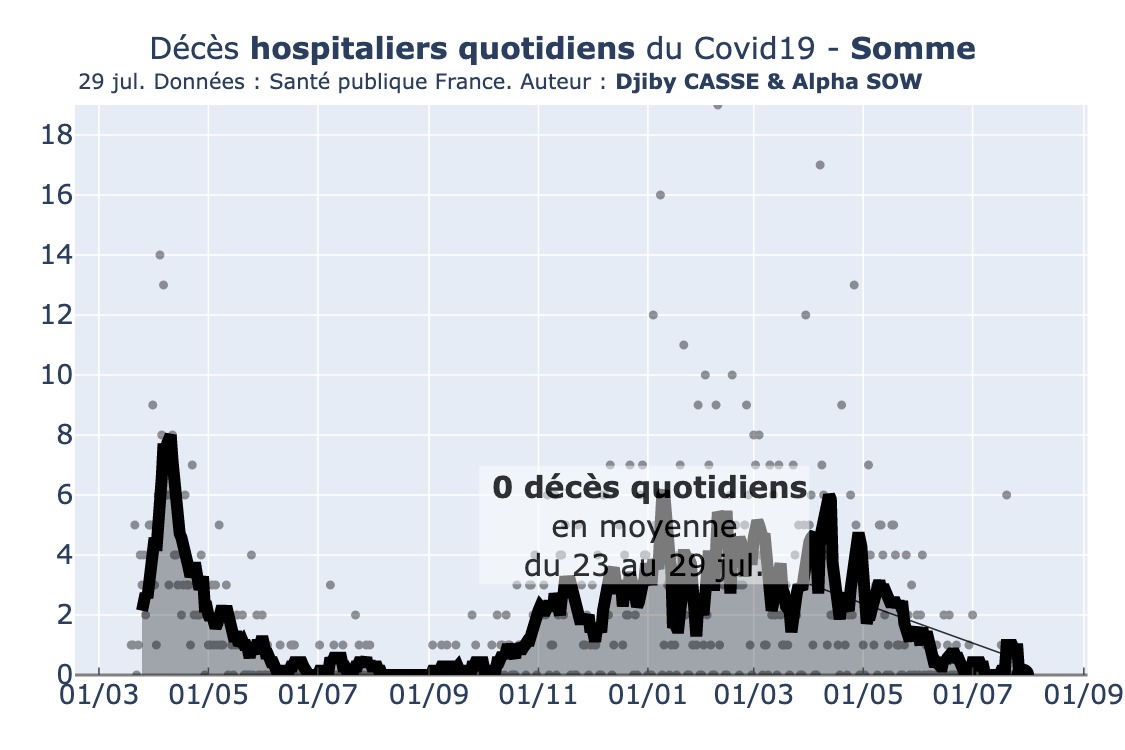 Décès hospitaliers quotidiens du Covid19 - Somme
29 jul. Données : Santé publique France. Auteur : Djiby CASSE & Alpha SOW
18
16
14
12
10
8
6
4
2
0
0 décès quotidiens
en moyenne
du 23 au 29 jul.
01/03 01/05 01/07 01/09 01/11 01/01 01/03 01/05 01/07 01/09